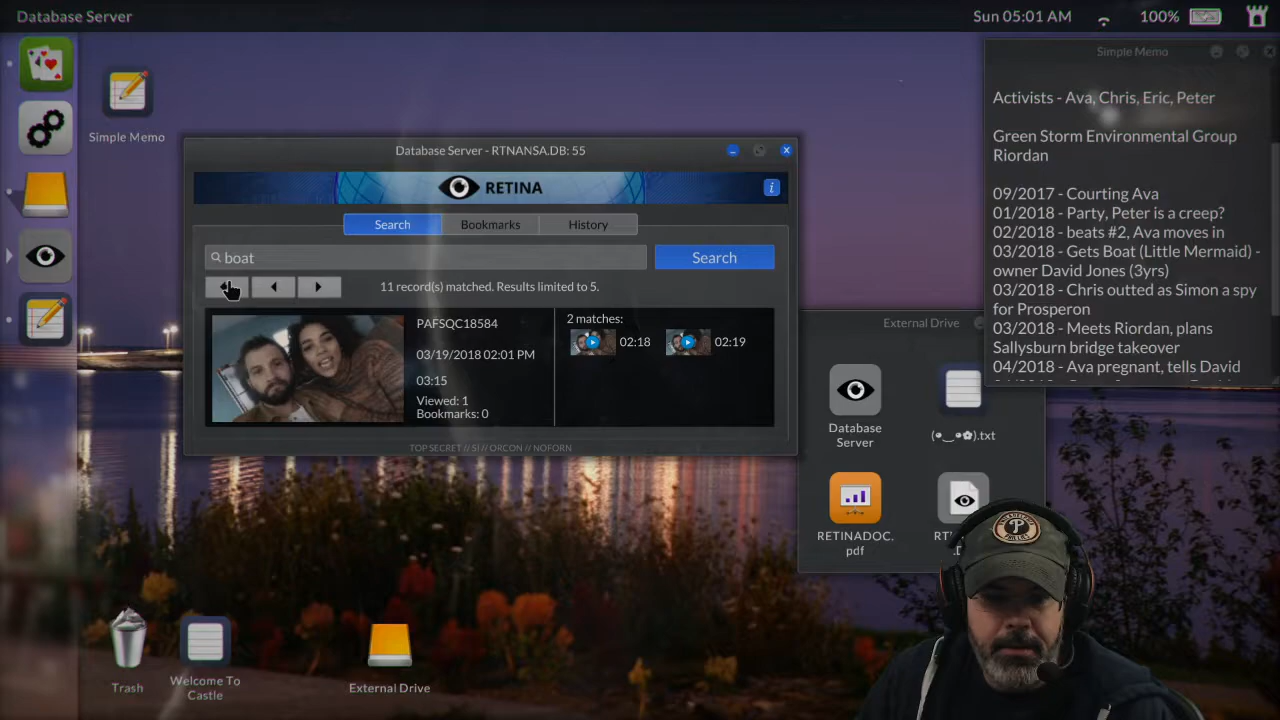 Database Server
Sun 05:01 AM
100%
Simple Memo
Simple Memo
Activists - Ava, Chris, Eric, Peter
Green Storm Environmental Group
Riordan
09/2017 - Courting Ava
01/2018 - Party, Peter is a creep?
02/2018 - beats #2, Ava moves in
03/2018 - Gets Boat (Little Mermaid) -
owner David Jones (3yrs)
03/2018 - Chris outted as Simon a spy
for Prosperon
03/2018 - Meets Riordan, plans
Sallysburn bridge takeover
04/2018 - Ava pregnant, tells David
Database Server - RTNANSA.DB: 55
RETINA
i
Search
Bookmarks
History
boat
Search
11 record(s) matched. Results limited to 5.
PAFSQC18584
03/19/2018 02:01 PM
03:15
Viewed: 1
Bookmarks: 0
2 matches:
02:18
02:19
TOP SECRET // SI // ORCON // NOFORN
External Drive
Database
Server
(•‿•✿).txt
RETINADOC.
pdf
Trash
Welcome To
Castle
External Drive